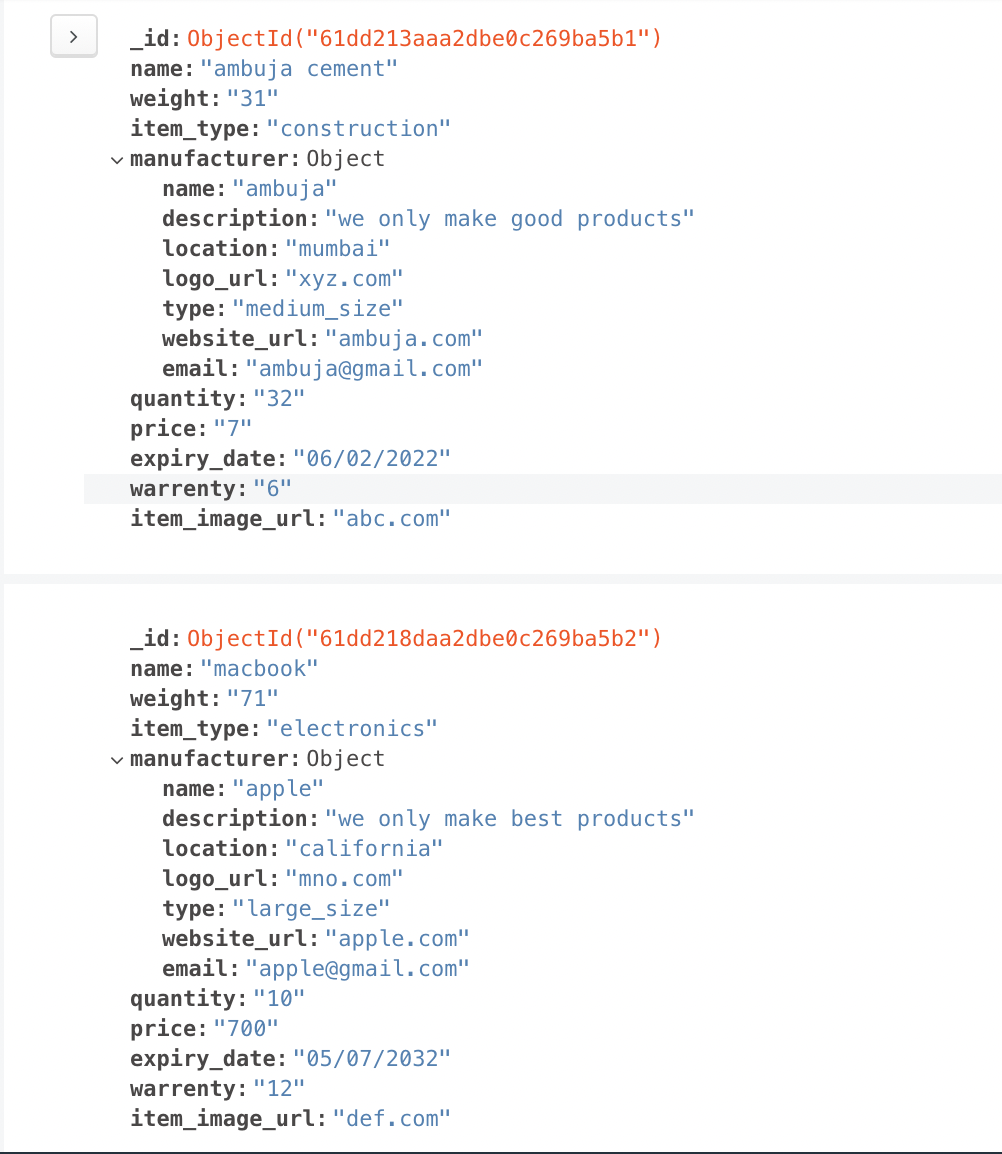 _id: ObjectId("61dd213aaa2dbe0c269ba5b1")
name: "ambuja cement"
weight: "31"
item_type: "construction"
manufacturer: Object
name: "ambuja"
description: "we only make good products"
location: "mumbai"
logo_url: "xyz.com"
type: "medium_size"
website_url: "ambuja.com"
email: "ambuja@gmail.com"
quantity: "32"
price: "7"
expiry_date: "06/02/2022"
warrenty: "6"
item_image_url: "abc.com"
_id: ObjectId("61dd218daa2dbe0c269ba5b2")
name: "macbook"
weight: "71"
item_type: "electronics"
manufacturer: Object
name: "apple"
description: "we only make best products"
location: "california"
logo_url: "mno.com"
type: "large_size"
website_url: "apple.com"
email: "apple@gmail.com"
quantity: "10"
price: "700"
expiry_date: "05/07/2032"
warrenty: "12"
item_image_url: "def.com"